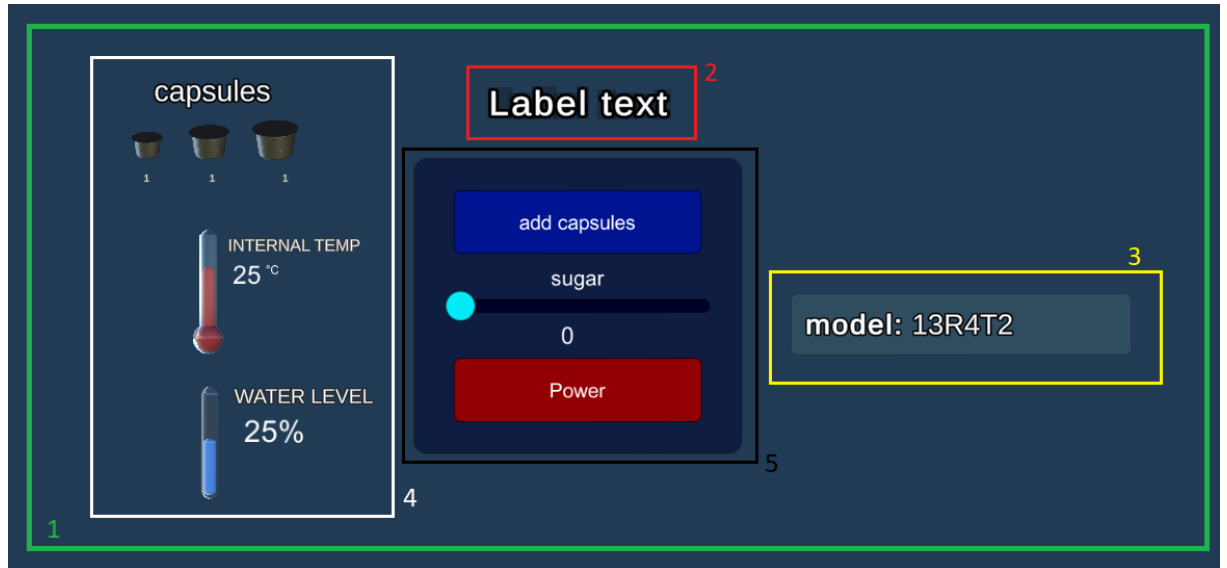 capsules
1 1 1
INTERNAL TEMP
25 °C
WATER LEVEL
25%
4
1
Label text
2
add capsules
sugar
0
Power
5
3
model: 13R4T2